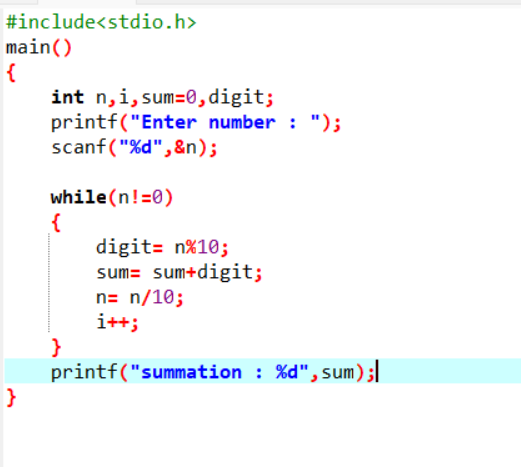 #include<stdio.h>
main()
{
    int n,i,sum=0,digit;
    printf("Enter number : ");
    scanf("%d",&n);

    while(n!=0)
    {
        digit= n%10;
        sum= sum+digit;
        n= n/10;
        i++;
    }
    printf("summation : %d",sum);
}